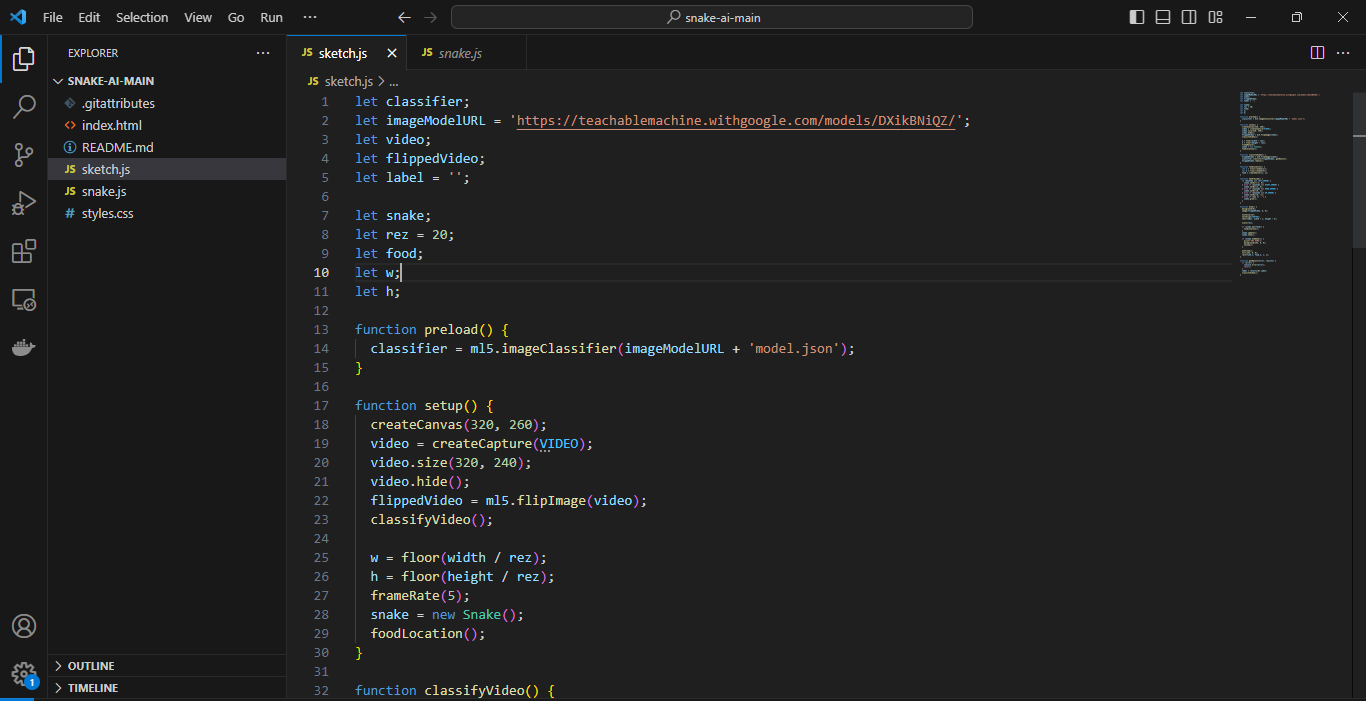 File Edit Selection View Go Run ···
snake-ai-main
EXPLORER ···
SNAKE-AI-MAIN
.gitattributes
index.html
README.md
JS sketch.js
JS snake.js
# styles.css
OUTLINE
TIMELINE
1
JS sketch.js
JS snake.js
JS sketch.js > ...
1 let classifier;
2 let imageModelURL = 'https://teachablemachine.withgoogle.com/models/DXikBNiQZ/';
3 let video;
4 let flippedVideo;
5 let label = '';
6
7 let snake;
8 let rez = 20;
9 let food;
10 let w;
11 let h;
12
13 function preload() {
14   classifier = ml5.imageClassifier(imageModelURL + 'model.json');
15 }
16
17 function setup() {
18   createCanvas(320, 260);
19   video = createCapture(VIDEO);
20   video.size(320, 240);
21   video.hide();
22   flippedVideo = ml5.flipImage(video);
23   classifyVideo();
24
25   w = floor(width / rez);
26   h = floor(height / rez);
27   frameRate(5);
28   snake = new Snake();
29   foodLocation();
30 }
31
32 function classifyVideo() {